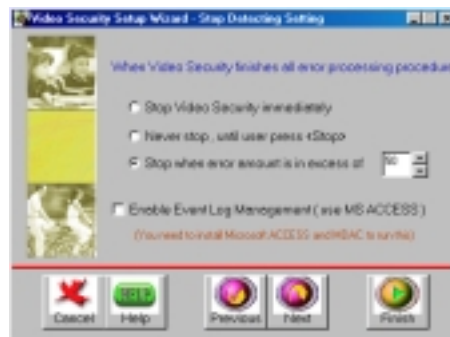 Video Security Setup Wizard - Stop Detecting Setting
When Video Security finishes all error processing procedure
Stop Video Security immediately
Never stop , until user press <Stop>
Stop when error amount is in excess of
Enable Event Log Management ( use MS ACCESS )
(You need to install Microsoft ACCESS and MDAC to run this)
Cancel Help Previous Next Finish